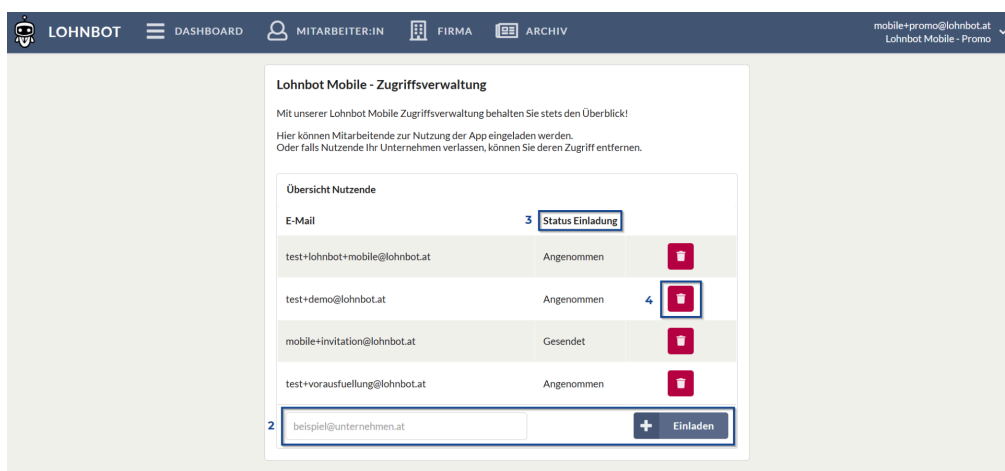 LOHNBOT DASHBOARD MITARBEITER:IN FIRMA ARCHIV
mobile+promo@lohnbot.at
Lohnbot Mobile - Promo
Lohnbot Mobile - Zugriffsverwaltung
Mit unserer Lohnbot Mobile Zugriffsverwaltung behalten Sie stets den Überblick!
Hier können Mitarbeitende zur Nutzung der App eingeladen werden.
Oder falls Nutzende Ihr Unternehmen verlassen, können Sie deren Zugriff entfernen.
Übersicht Nutzende
E-Mail 3 Status Einladung
test+lohnbot+mobile@lohnbot.at Angenommen
test+demo@lohnbot.at Angenommen 4
mobile+invitation@lohnbot.at Gesendet
test+vorausfuellung@lohnbot.at Angenommen
2 beispiel@unternehmen.at + Einladen